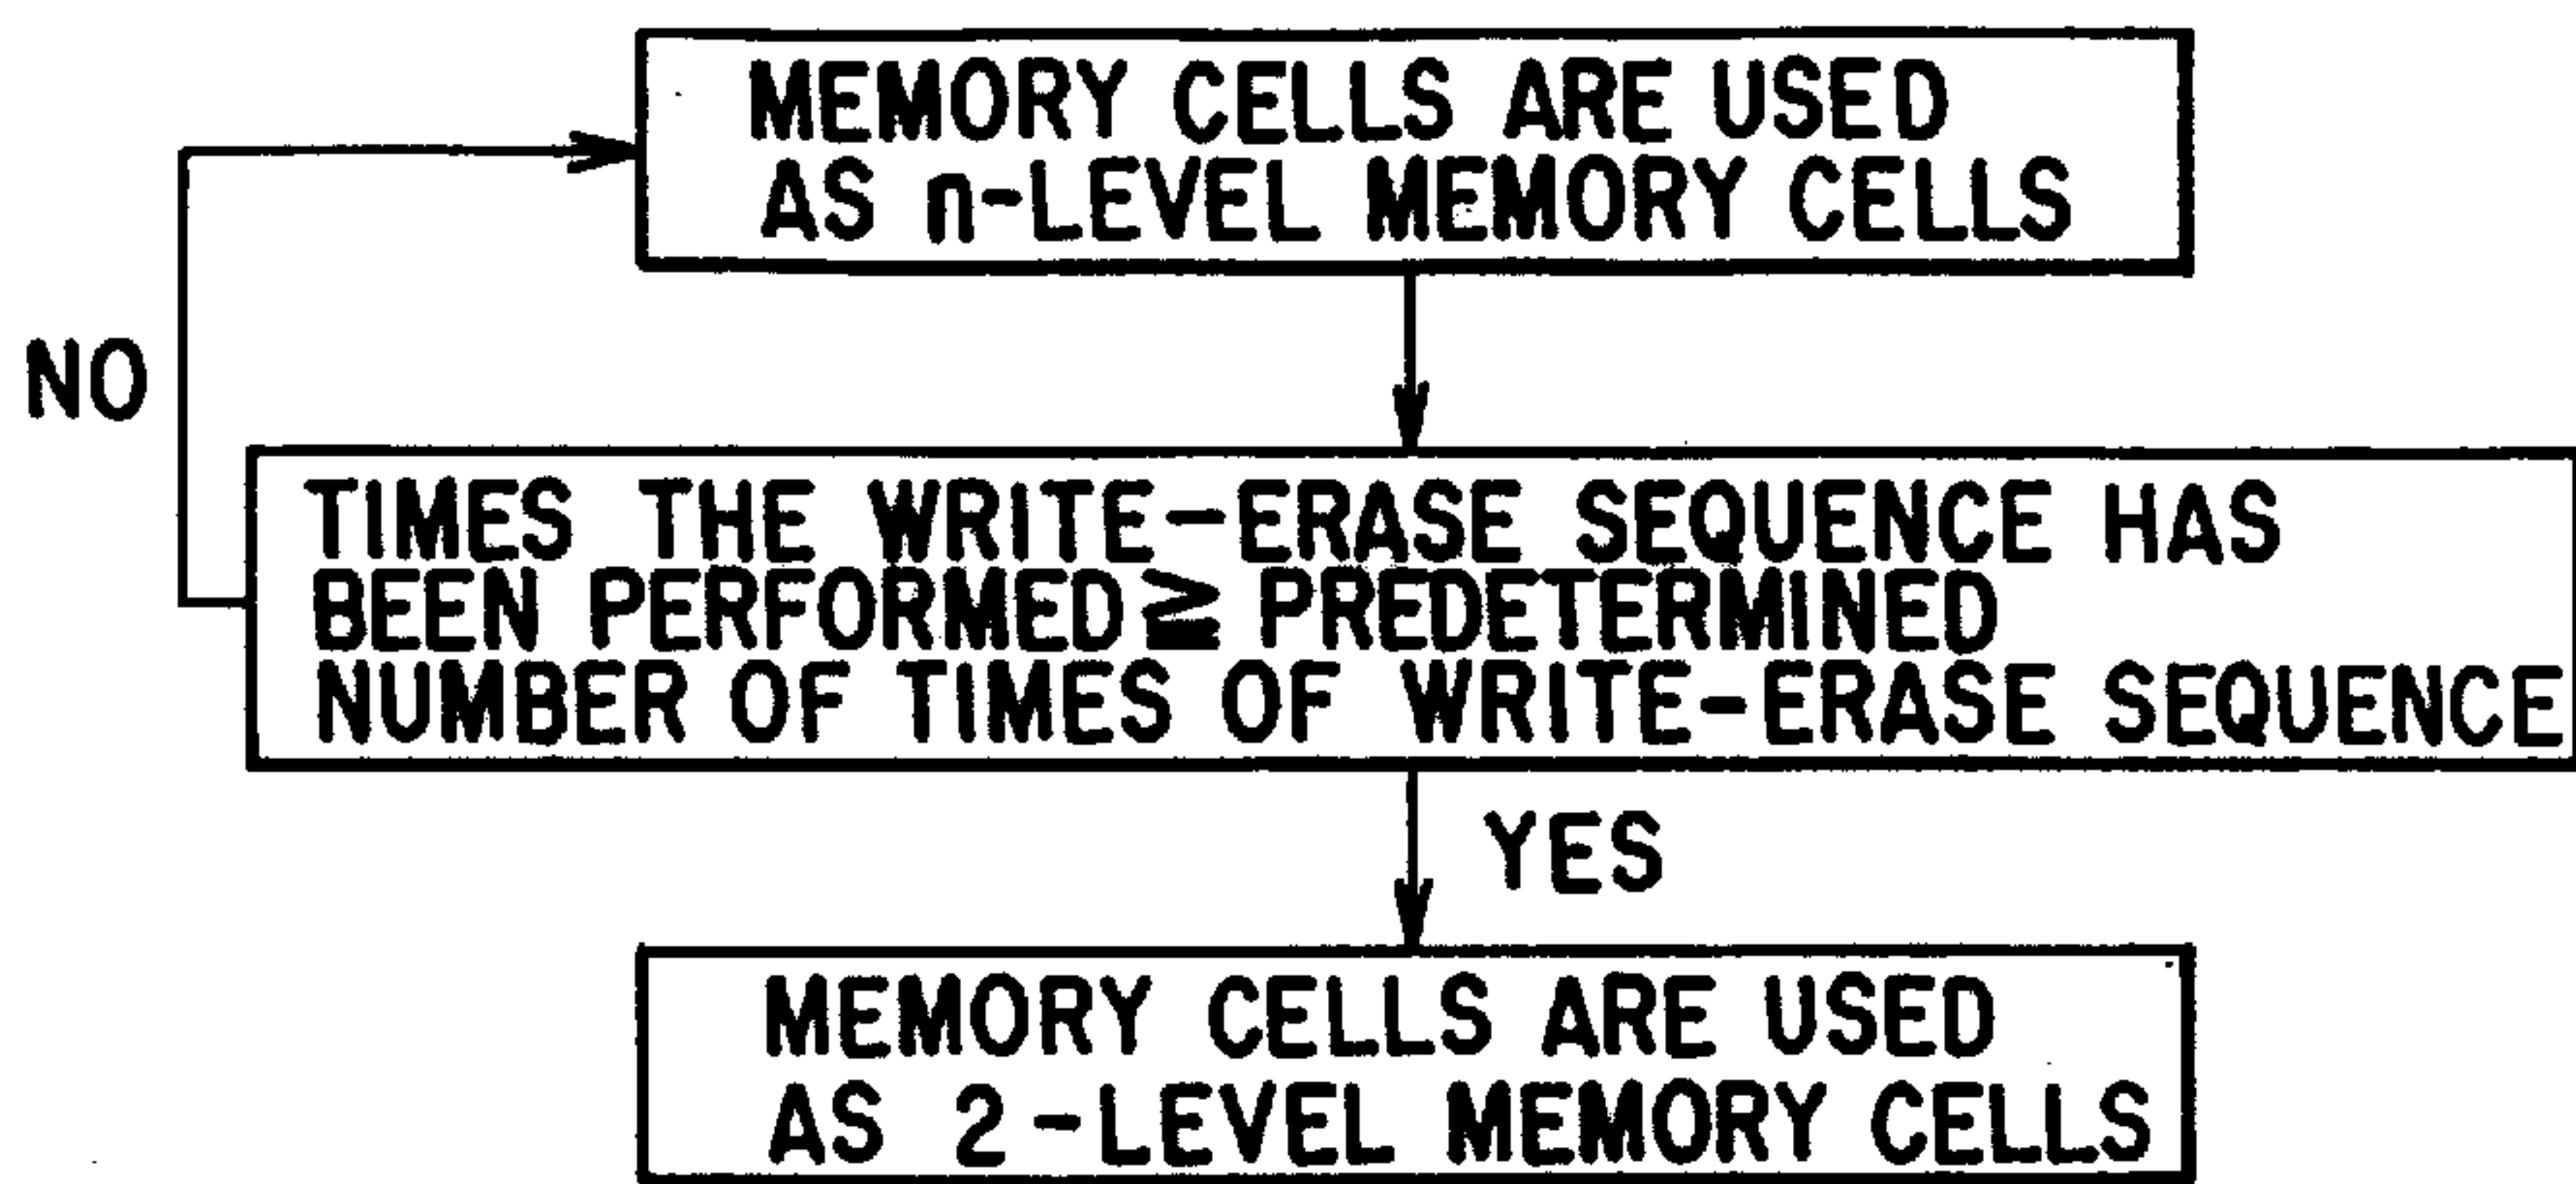 MEMORY CELLS ARE USED
AS n-LEVEL MEMORY CELLS
NO
TIMES THE WRITE-ERASE SEQUENCE HAS
BEEN PERFORMED ≧ PREDETERMINED
NUMBER OF TIMES OF WRITE-ERASE SEQUENCE
YES
MEMORY CELLS ARE USED
AS 2-LEVEL MEMORY CELLS